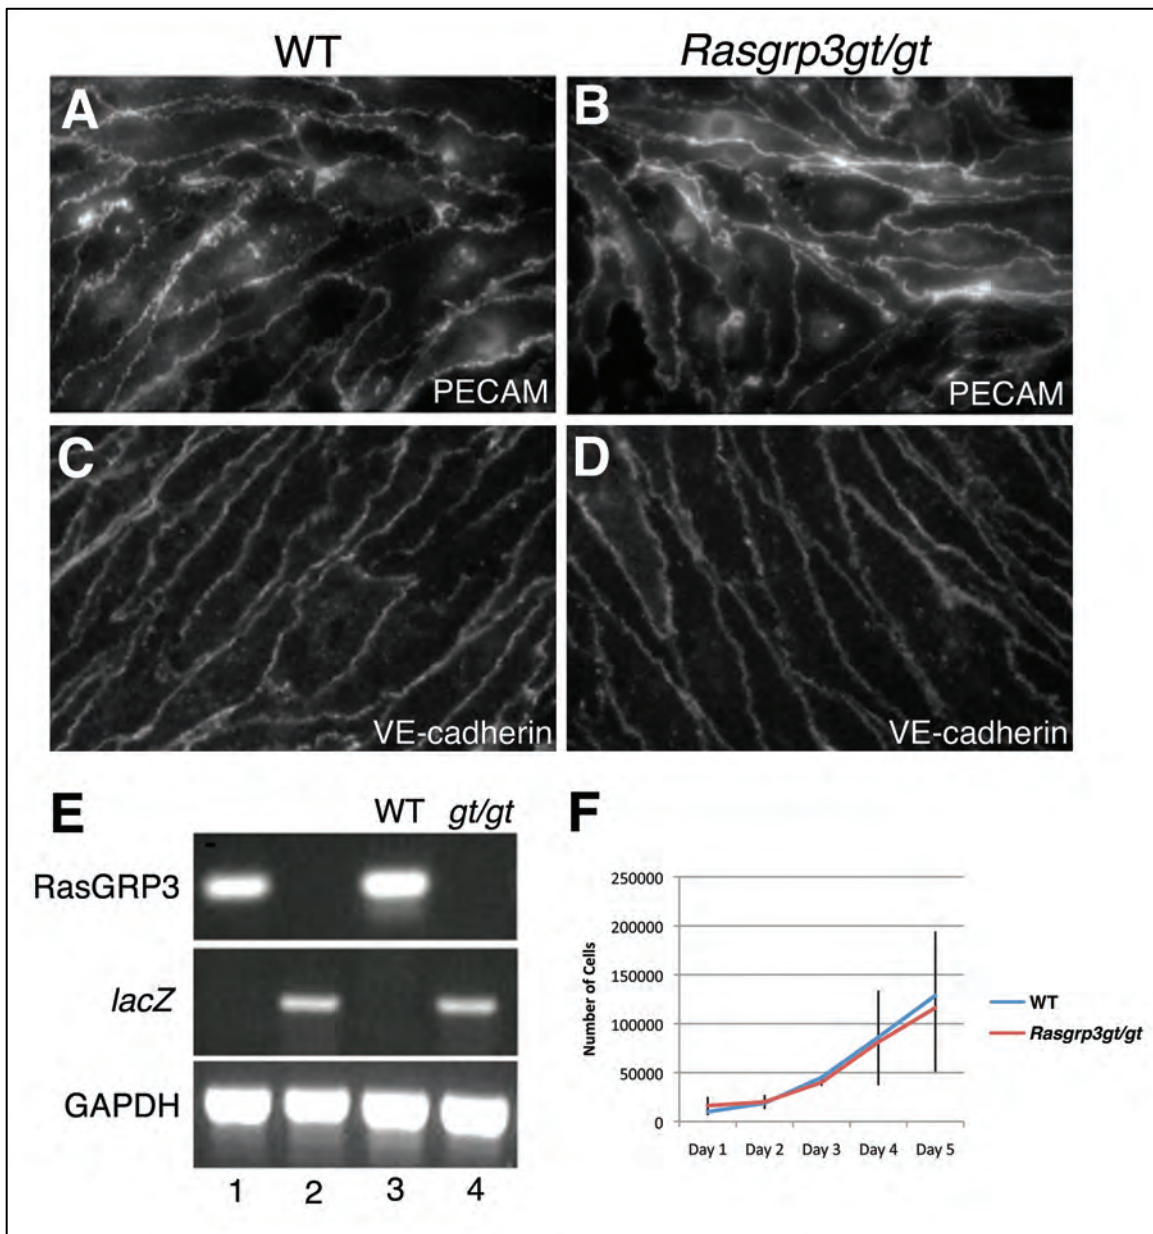 WT Rasgrp3gt/gt
A B
PECAM PECAM
C D
VE-cadherin VE-cadherin
E WT gt/gt F
RasGRP3
lacZ
GAPDH
1 2 3 4
250000
200000
150000
100000
50000
0
Number of Cells
Day 1 Day 2 Day 3 Day 4 Day 5
WT
Rasgrp3gt/gt